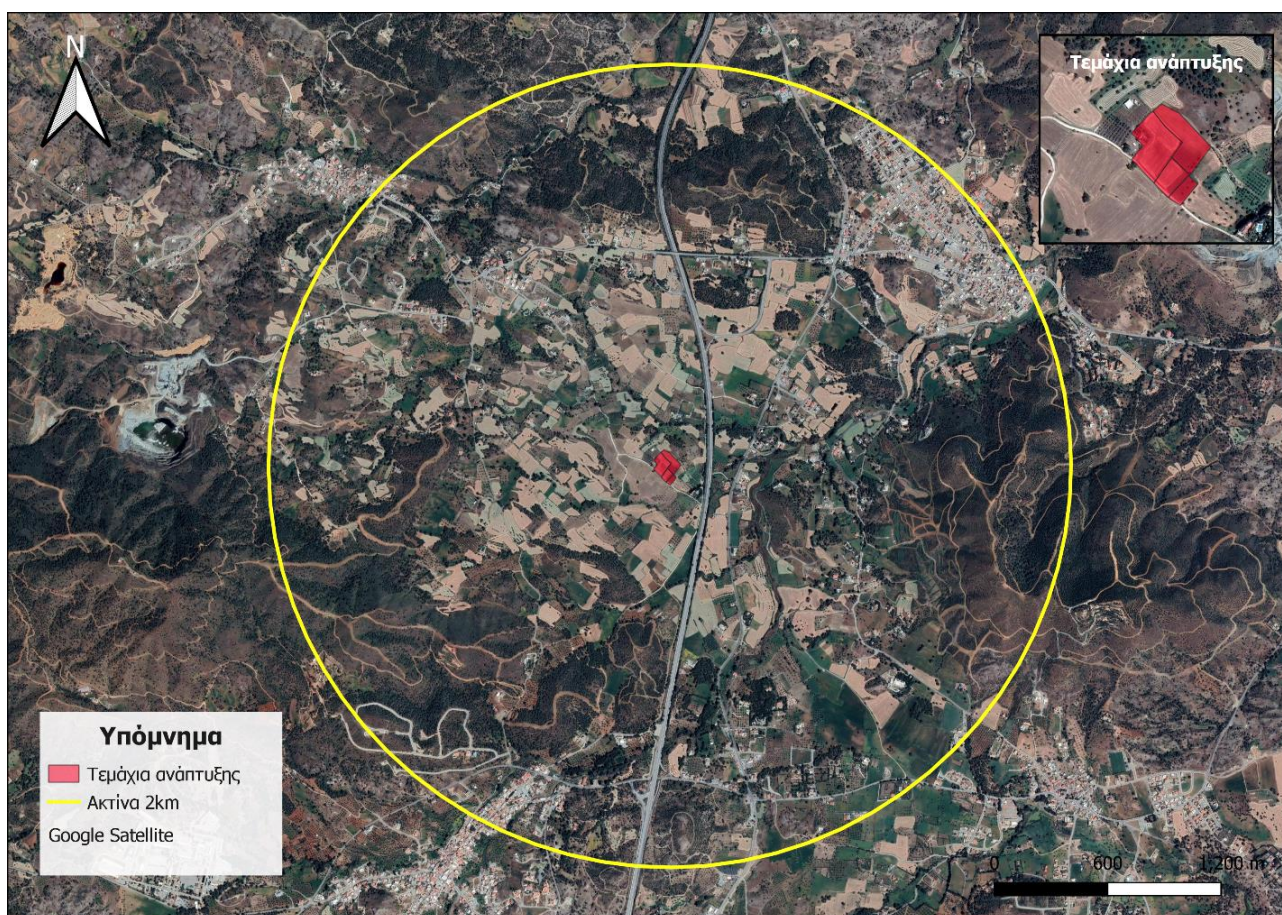 N
Τεμάχια ανάπτυξης
Υπόμνημα
Τεμάχια ανάπτυξης
Ακτίνα 2km
Google Satellite
0 600 1.200 m